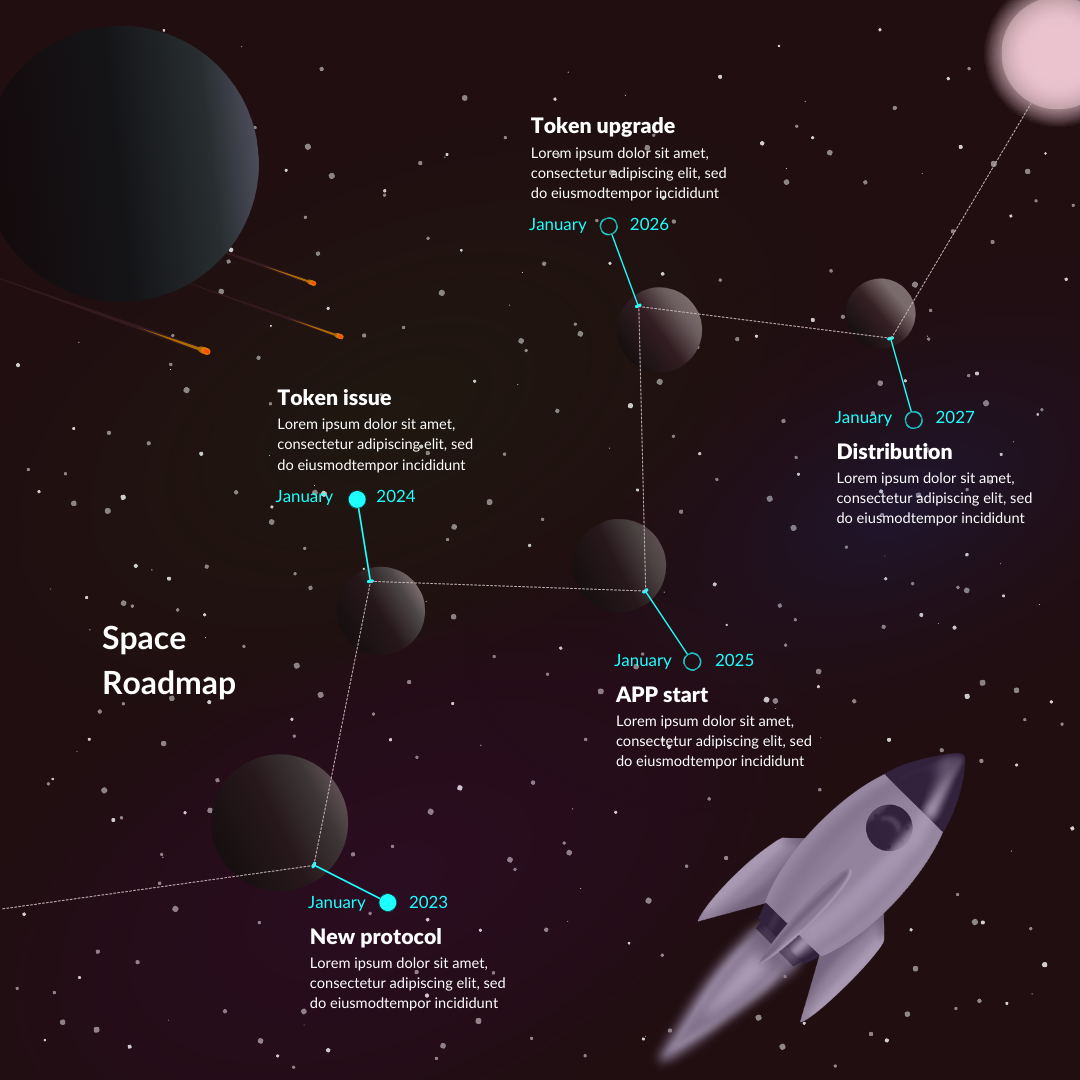 Token upgrade
Lorem ipsum dolor sit amet,
consectetur adipiscing elit, sed
do eiusmodtempor incididunt
January 2026
January 2027
Distribution
Lorem ipsum dolor sit amet,
consectetur adipiscing elit, sed
do eiusmodtempor incididunt
Token issue
Lorem ipsum dolor sit amet,
consectetur adipiscing elit, sed
do eiusmodtempor incididunt
January 2024
Space
Roadmap
January 2025
APP start
Lorem ipsum dolor sit amet,
consectetur adipiscing elit, sed
do eiusmodtempor incididunt
January 2023
New protocol
Lorem ipsum dolor sit amet,
consectetur adipiscing elit, sed
do eiusmodtempor incididunt